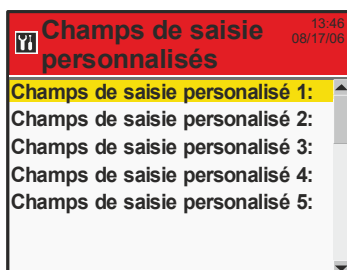 Champs de saisie
personnalisés
13:46
08/17/06
Champs de saisie personalisé 1:
Champs de saisie personalisé 2:
Champs de saisie personalisé 3:
Champs de saisie personalisé 4:
Champs de saisie personalisé 5: